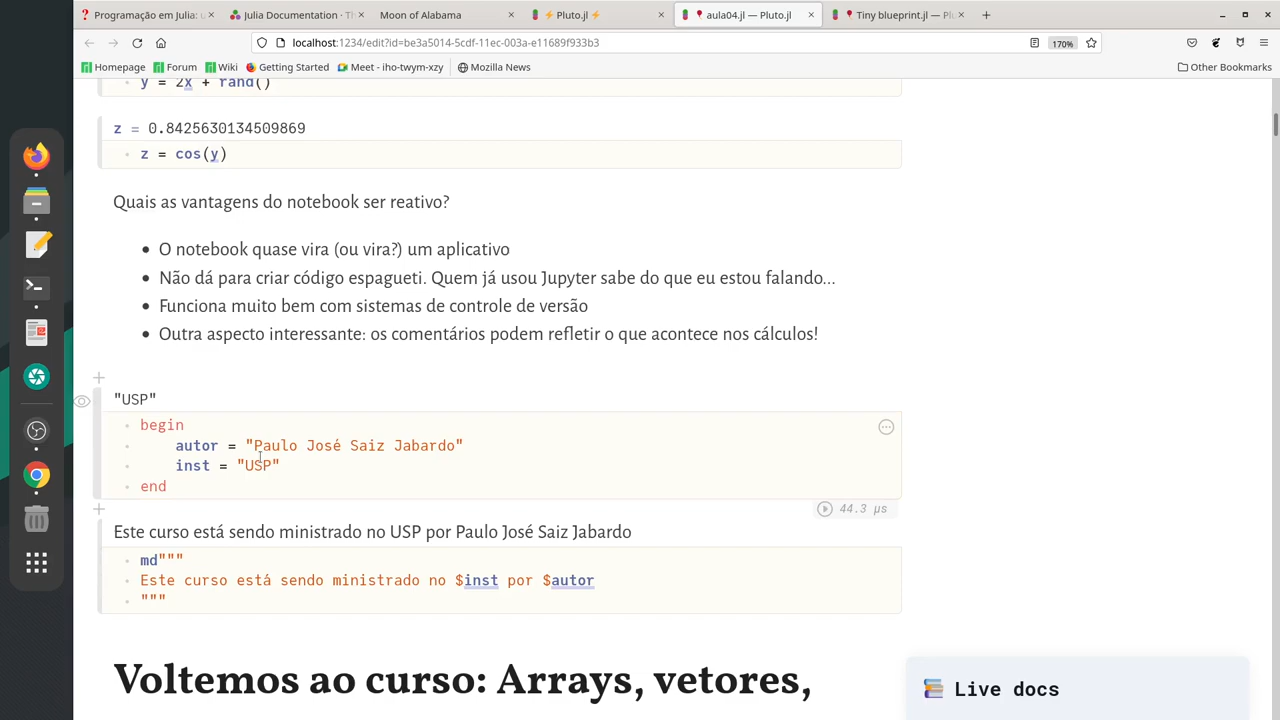 Programação em Julia: u
Julia Documentation · Th
Moon of Alabama
⚡ Pluto.jl ⚡
aula04.jl — Pluto.jl
Tiny blueprint.jl — Plu
localhost:1234/edit?id=be3a5014-5cdf-11ec-003a-e11689f933b3
170%
Homepage
Forum
Wiki
Getting Started
Meet - iho-twym-xzy
Mozilla News
Other Bookmarks
y = 2x + rand()
z = 0.8425630134509869
z = cos(y)
Quais as vantagens do notebook ser reativo?
• O notebook quase vira (ou vira?) um aplicativo
• Não dá para criar código espagueti. Quem já usou Jupyter sabe do que eu estou falando...
• Funciona muito bem com sistemas de controle de versão
• Outra aspecto interessante: os comentários podem refletir o que acontece nos cálculos!
"USP"
begin
autor = "Paulo José Saiz Jabardo"
inst = "USP"
end
44.3 μs
Este curso está sendo ministrado no USP por Paulo José Saiz Jabardo
md"""
Este curso está sendo ministrado no $inst por $autor
"""
Voltemos ao curso: Arrays, vetores,
Live docs